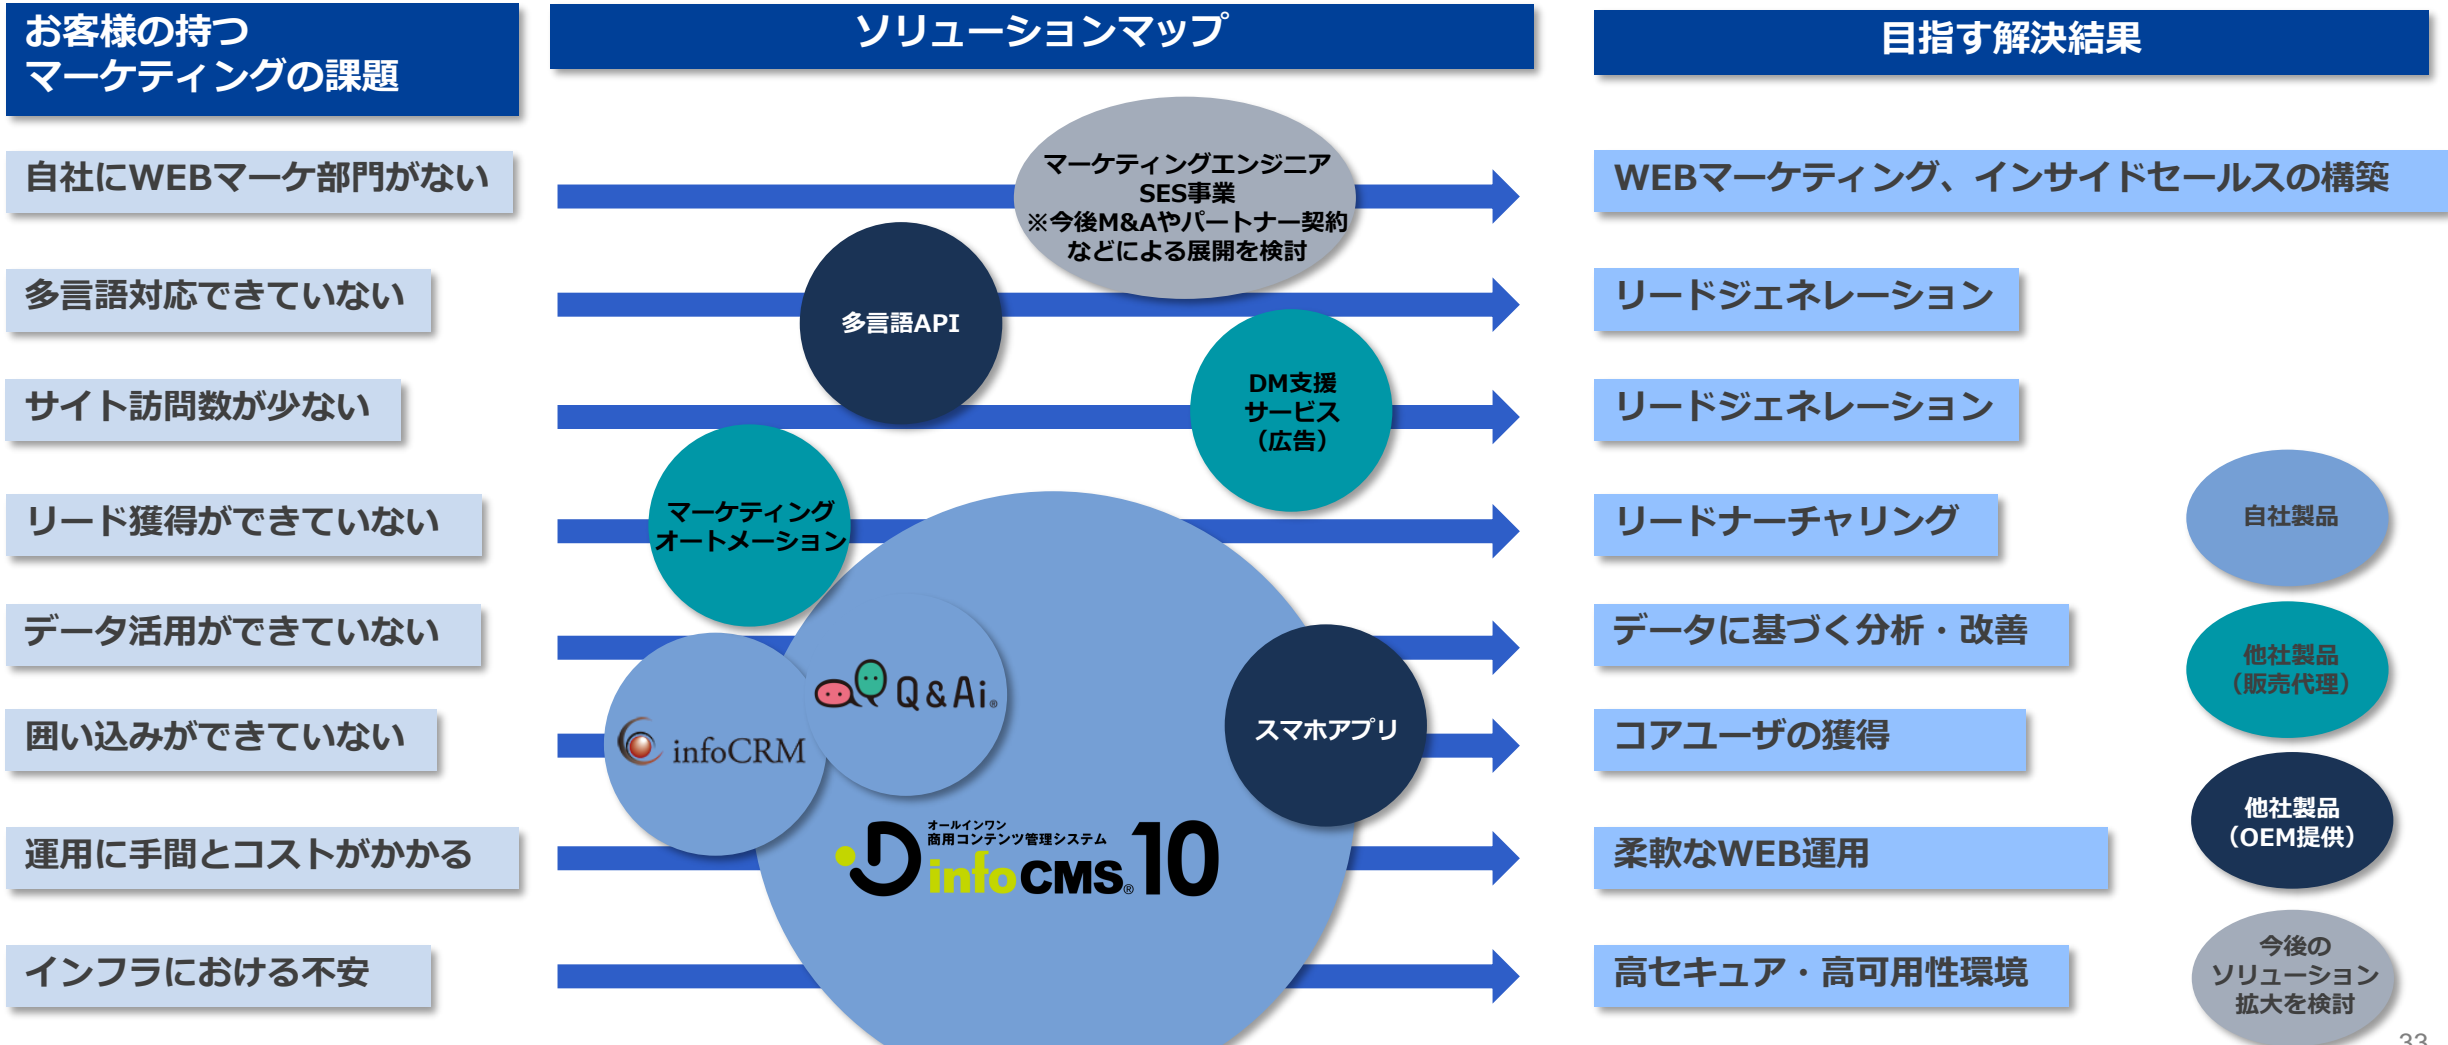 お客様の持つ
マーケティングの課題
ソリューションマップ
目指す解決結果
自社にWEBマーケ部門がない
マーケティングエンジニア
SES事業
※今後M&Aやパートナー契約
などによる展開を検討
WEBマーケティング、インサイドセールスの構築
多言語対応できていない
多言語API
リードジェネレーション
サイト訪問数が少ない
DM支援
サービス
（広告）
リードジェネレーション
リード獲得ができていない
マーケティング
オートメーション
リードナーチャリング
自社製品
データ活用ができていない
Q&Ai®
データに基づく分析・改善
他社製品
（販売代理）
囲い込みができていない
infoCRM
スマホアプリ
コアユーザの獲得
他社製品
（OEM提供）
運用に手間とコストがかかる
オールインワン
商用コンテンツ管理システム
infoCMS® 10
柔軟なWEB運用
インフラにおける不安
高セキュア・高可用性環境
今後の
ソリューション
拡大を検討
33